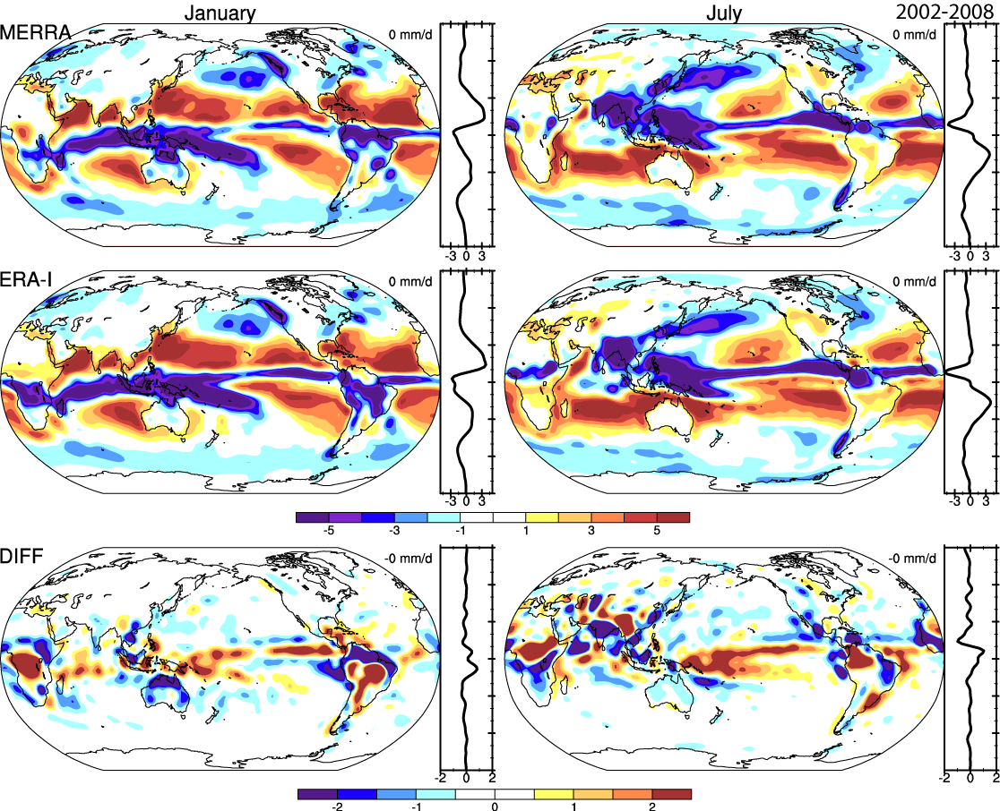 January July 2002-2008
MERRA 0 mm/d 0 mm/d
-3 0 3 -3 0 3
ERA-I 0 mm/d 0 mm/d
-3 0 3 -3 0 3
-5 -3 -1 1 3 5
DIFF -0 mm/d -0 mm/d
-2 0 2 -2 0 2
-2 -1 0 1 2